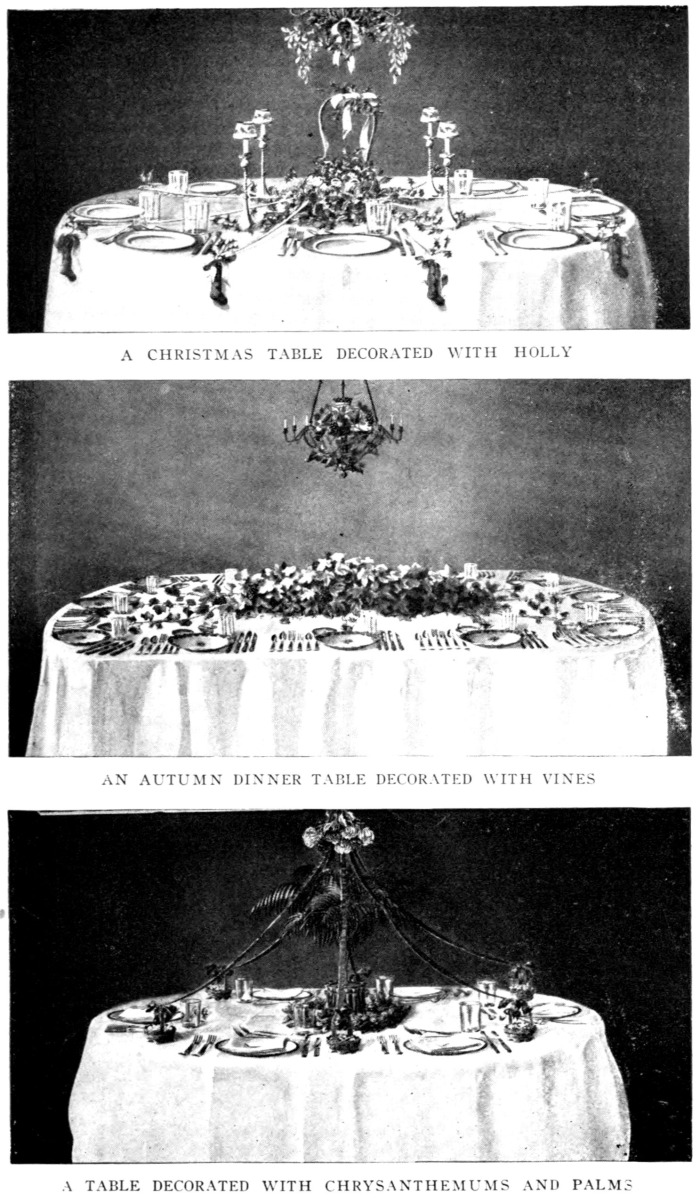 A CHRISTMAS TABLE DECORATED WITH HOLLY
AN AUTUMN DINNER TABLE DECORATED WITH VINES
A TABLE DECORATED WITH CHRYSANTHEMUMS AND PALMS